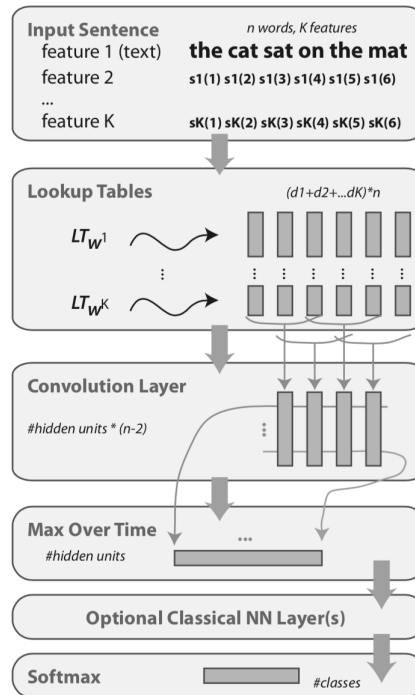 Input Sentence
n words, K features
feature 1 (text) the cat sat on the mat
feature 2 s1(1) s1(2) s1(3) s1(4) s1(5) s1(6)
...
feature K sK(1) sK(2) sK(3) sK(4) sK(5) sK(6)
Lookup Tables (d1+d2+...dK)*n
LTW1
LTWK
Convolution Layer
#hidden units * (n-2)
Max Over Time
#hidden units
Optional Classical NN Layer(s)
Softmax #classes